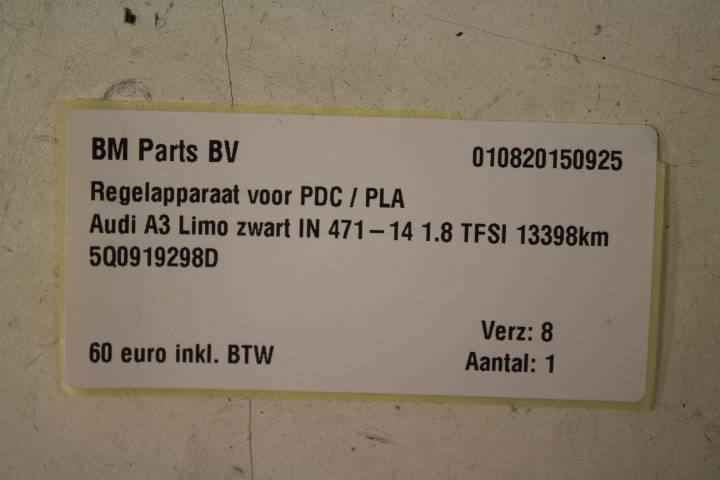 BM Parts BV 010820150925
Regelapparaat voor PDC / PLA
Audi A3 Limo zwart IN 471-14 1.8 TFSI 13398km
5Q0919298D
Verz: 8
60 euro inkl. BTW Aantal: 1